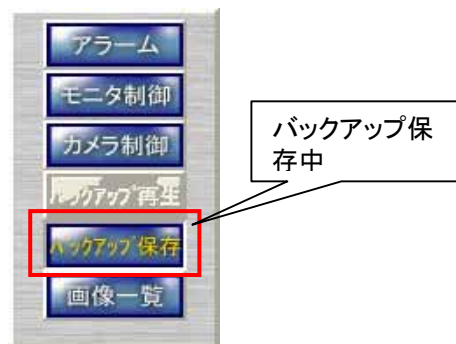 アラーム
モニタ制御
カメラ制御
バックアップ再生
バックアップ保存
画像一覧
バックアップ保
存中